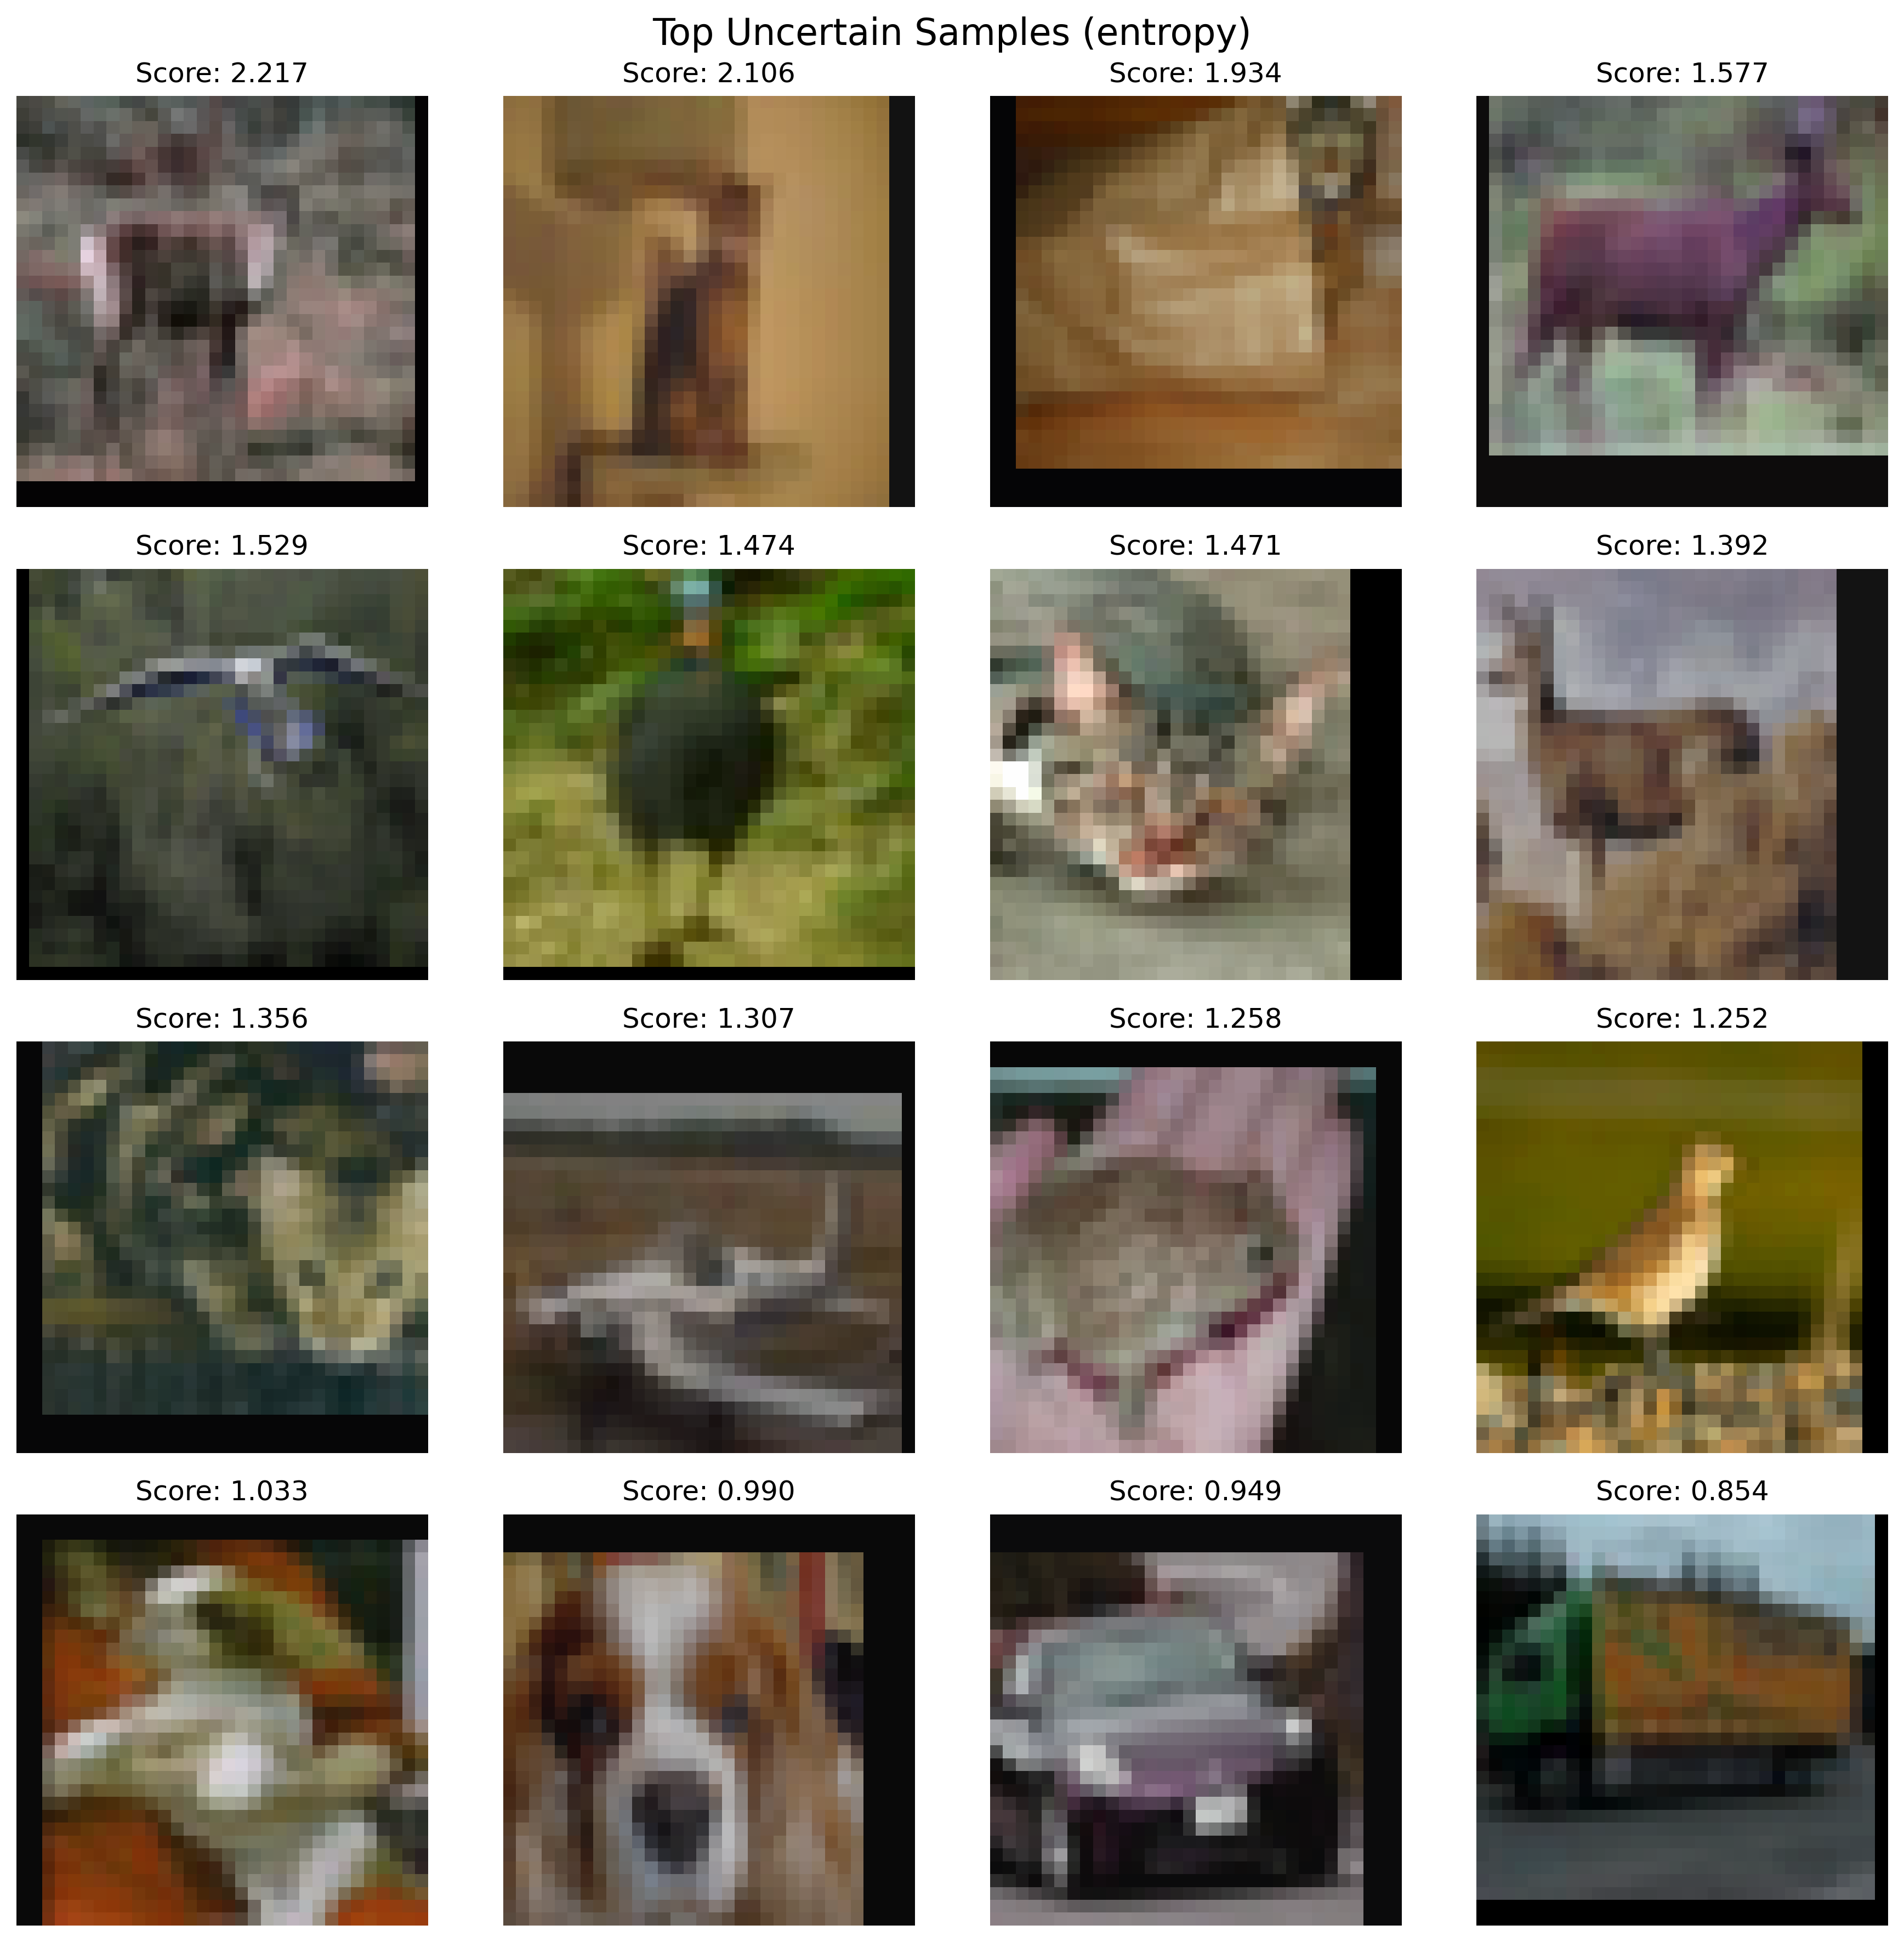 Top Uncertain Samples (entropy)
Score: 2.217
Score: 2.106
Score: 1.934
Score: 1.577
Score: 1.529
Score: 1.474
Score: 1.471
Score: 1.392
Score: 1.356
Score: 1.307
Score: 1.258
Score: 1.252
Score: 1.033
Score: 0.990
Score: 0.949
Score: 0.854